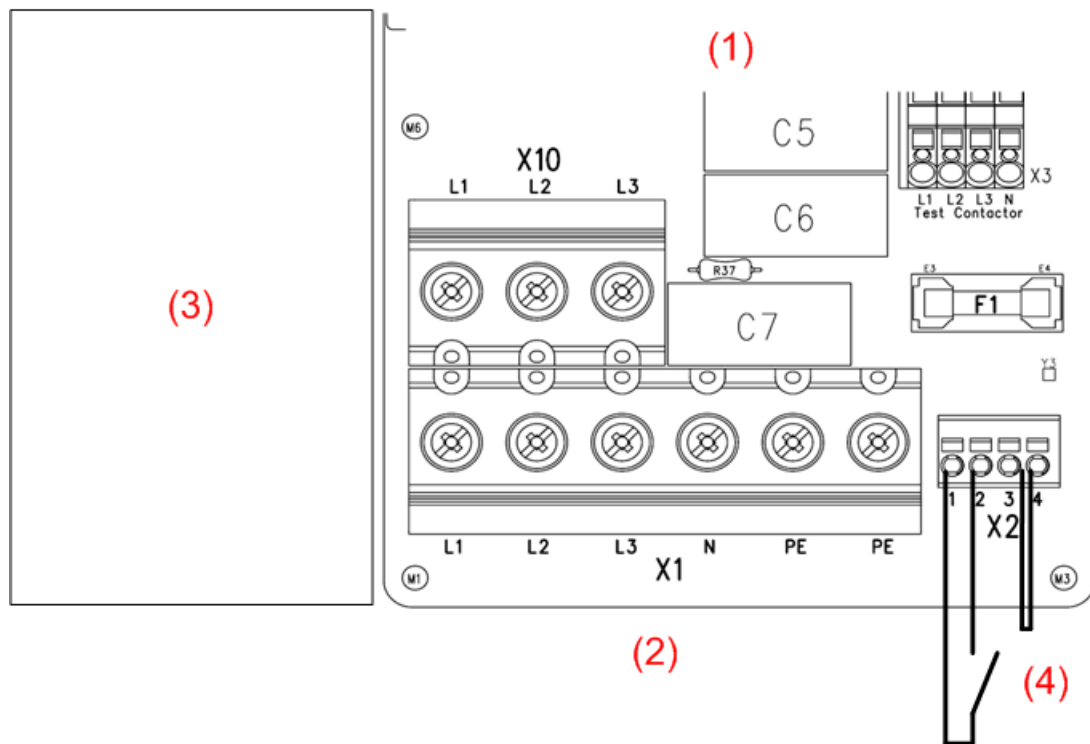 (1)
C5
M6
X10
L1 L2 L3
X3
L1 L2 L3 N
Test Contactor
C6
R37
E3 E4
F1
(3)
C7
Y3
1 2 3 4
X2
L1 L2 L3 N PE PE
X1
M1 M3
(2)
(4)